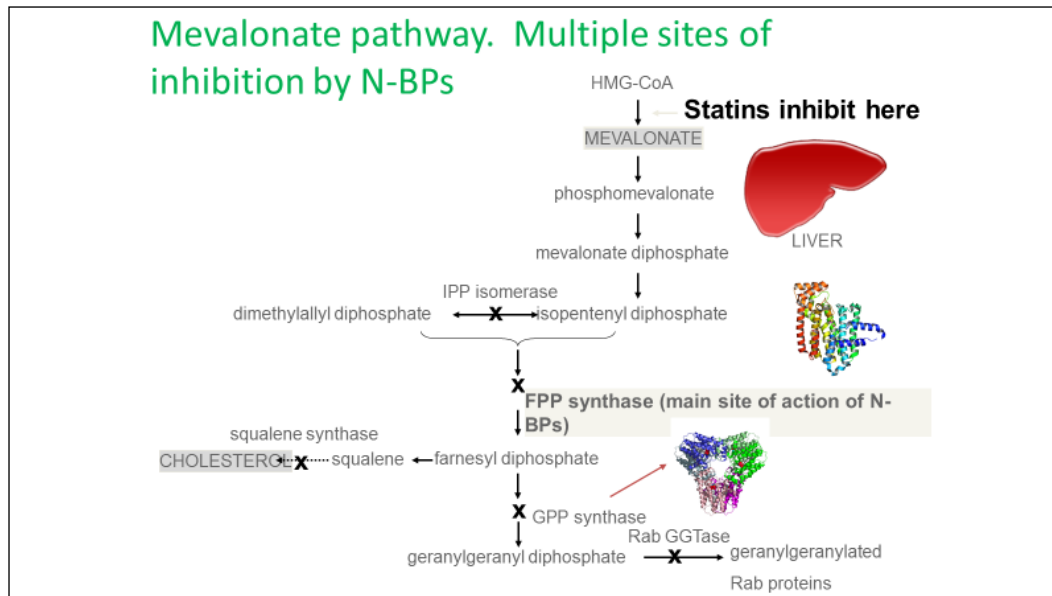 Mevalonate pathway. Multiple sites of
inhibition by N-BPs
HMG-CoA
Statins inhibit here
MEVALONATE
phosphomevalonate
LIVER
mevalonate diphosphate
IPP isomerase
dimethylallyl diphosphate
isopentenyl diphosphate
X
X
FPP synthase (main site of action of N-
BPs)
squalene synthase
CHOLESTEROL
X
squalene
farnesyl diphosphate
X
GPP synthase
Rab GGTase
geranylgeranyl diphosphate
X
geranylgeranylated
Rab proteins